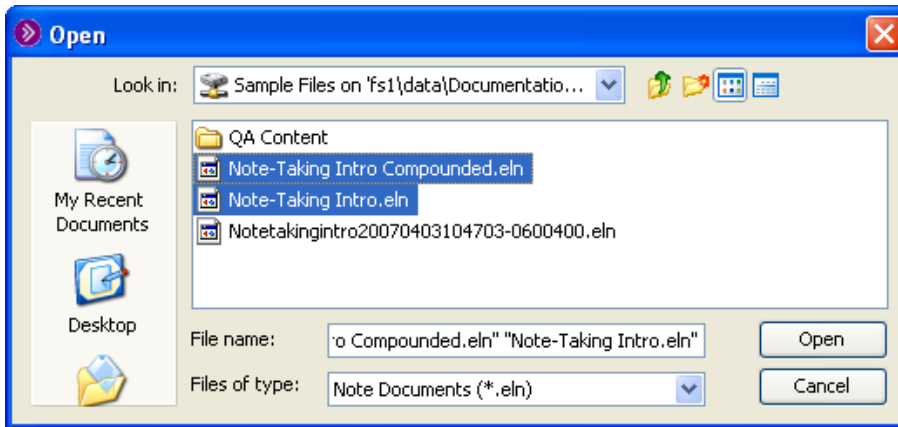 Open
Look in:
Sample Files on 'fs1\data\Documentatio...
QA Content
Note-Taking Intro Compounded.eln
Note-Taking Intro.eln
Notetakingintro20070403104703-0600400.eln
My Recent
Documents
Desktop
File name:
o Compounded.eln" "Note-Taking Intro.eln"
Open
Files of type:
Note Documents (*.eln)
Cancel